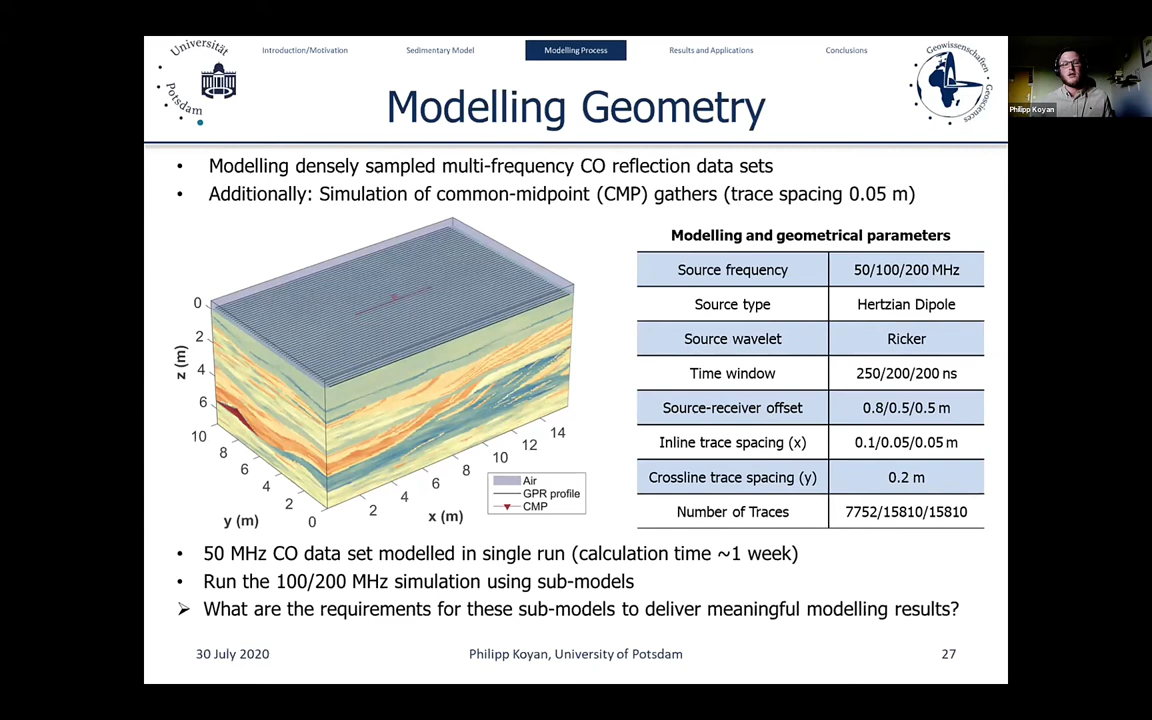 Universität
Potsdam
Introduction/Motivation
Sedimentary Model
Modelling Process
Results and Applications
Conclusions
Geowissenschaften
Geosciences
Philipp Koyan
Modelling Geometry
• Modelling densely sampled multi-frequency CO reflection data sets
• Additionally: Simulation of common-midpoint (CMP) gathers (trace spacing 0.05 m)
z (m)
0
2
4
6
10
8
6
4
2
0
y (m)
2
4
6
8
10
12
14
x (m)
Air
GPR profile
CMP
Modelling and geometrical parameters
Source frequency 50/100/200 MHz
Source type Hertzian Dipole
Source wavelet Ricker
Time window 250/200/200 ns
Source-receiver offset 0.8/0.5/0.5 m
Inline trace spacing (x) 0.1/0.05/0.05 m
Crossline trace spacing (y) 0.2 m
Number of Traces 7752/15810/15810
• 50 MHz CO data set modelled in single run (calculation time ~1 week)
• Run the 100/200 MHz simulation using sub-models
➢ What are the requirements for these sub-models to deliver meaningful modelling results?
30 July 2020
Philipp Koyan, University of Potsdam
27